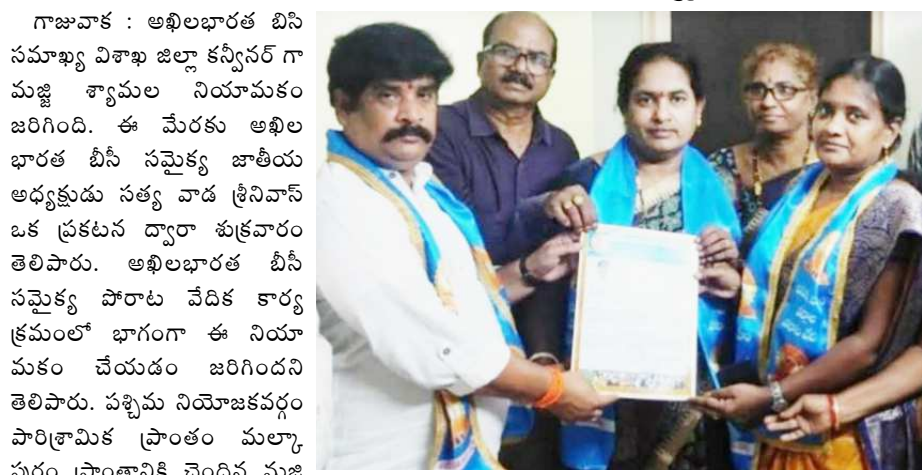 గాజువాక : అఖిలభారత బిసి
సమాఖ్య విశాఖ జిల్లా కన్వీనర్ గా
మజ్జి శ్యామల నియామకం
జరిగింది. ఈ మేరకు అఖిల
భారత బీసీ సమైక్య జాతీయ
అధ్యక్షుడు సత్య వాడ శ్రీనివాస్
ఒక ప్రకటన ద్వారా శుక్రవారం
తెలిపారు. అఖిలభారత బీసీ
సమైక్య పోరాట వేదిక కార్య
క్రమంలో భాగంగా ఈ నియా
మకం చేయడం జరిగిందని
తెలిపారు. పశ్చిమ నియోజకవర్గం
పారిశ్రామిక ప్రాంతం మల్కా
పురం ప్రాంతానికి చెందిన మజ్జి